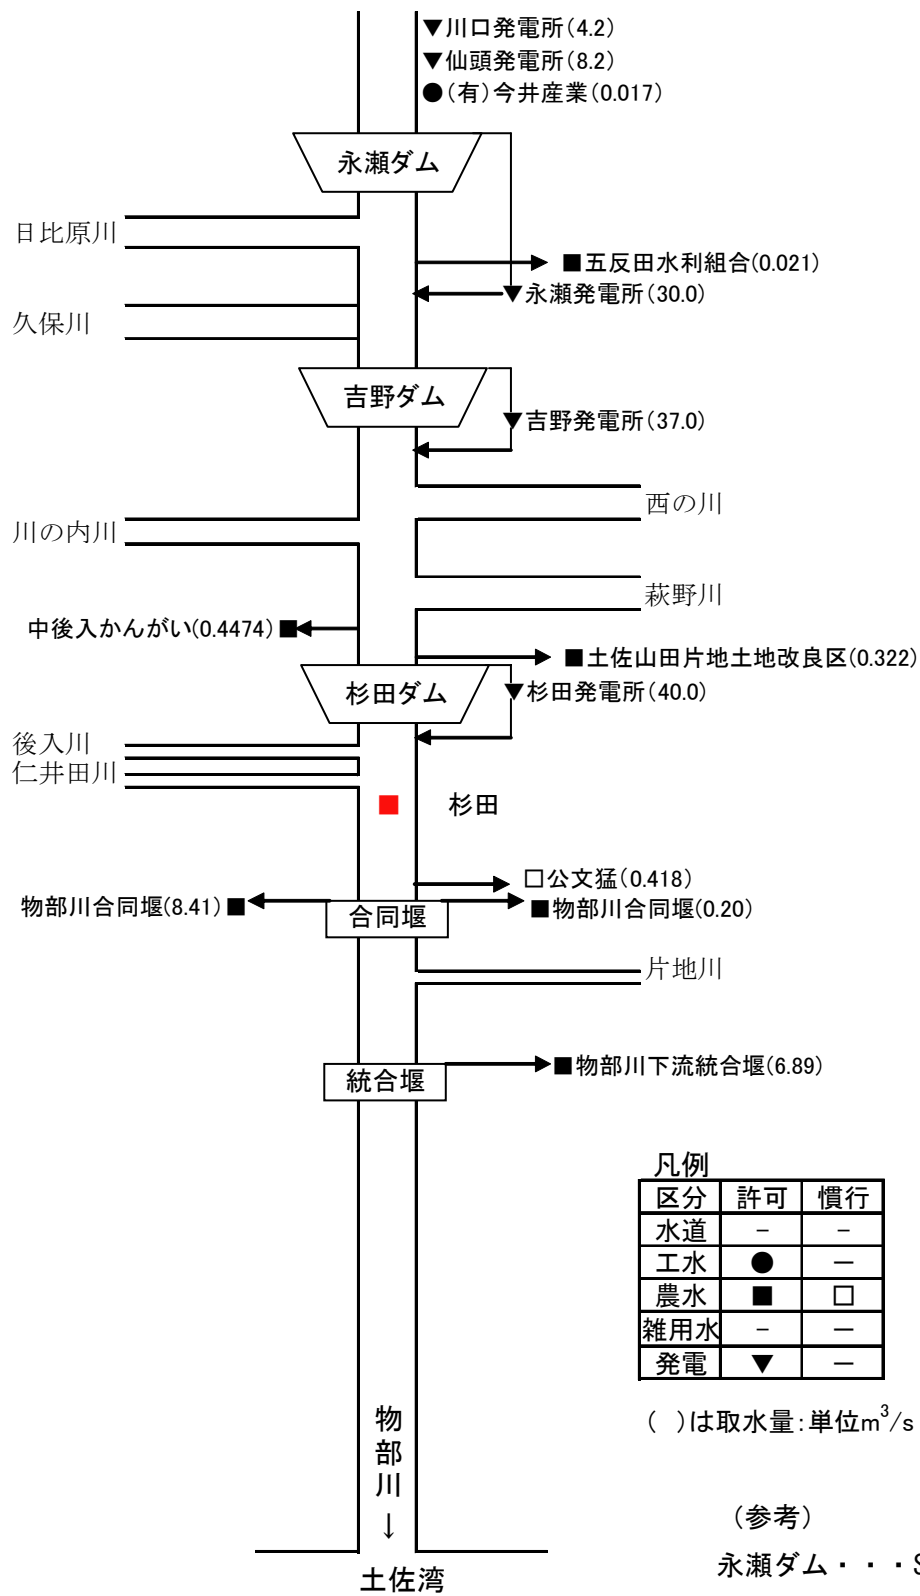 ▼川口発電所(4.2)
▼仙頭発電所(8.2)
●(有)今井産業(0.017)
永瀬ダム
日比原川
■五反田水利組合(0.021)
▼永瀬発電所(30.0)
久保川
吉野ダム
▼吉野発電所(37.0)
西の川
川の内川
萩野川
中後入かんがい(0.4474)■
■土佐山田片地土地改良区(0.322)
杉田ダム
▼杉田発電所(40.0)
後入川
仁井田川
■ 杉田
□公文猛(0.418)
物部川合同堰(8.41)■
合同堰
■物部川合同堰(0.20)
片地川
統合堰
■物部川下流統合堰(6.89)
凡例
区分 許可 慣行
水道 - -
工水 ● -
農水 ■ □
雑用水 - -
発電 ▼ -
( )は取水量:単位m³/s
物部川
↓
(参考)
永瀬ダム・・・S
土佐湾